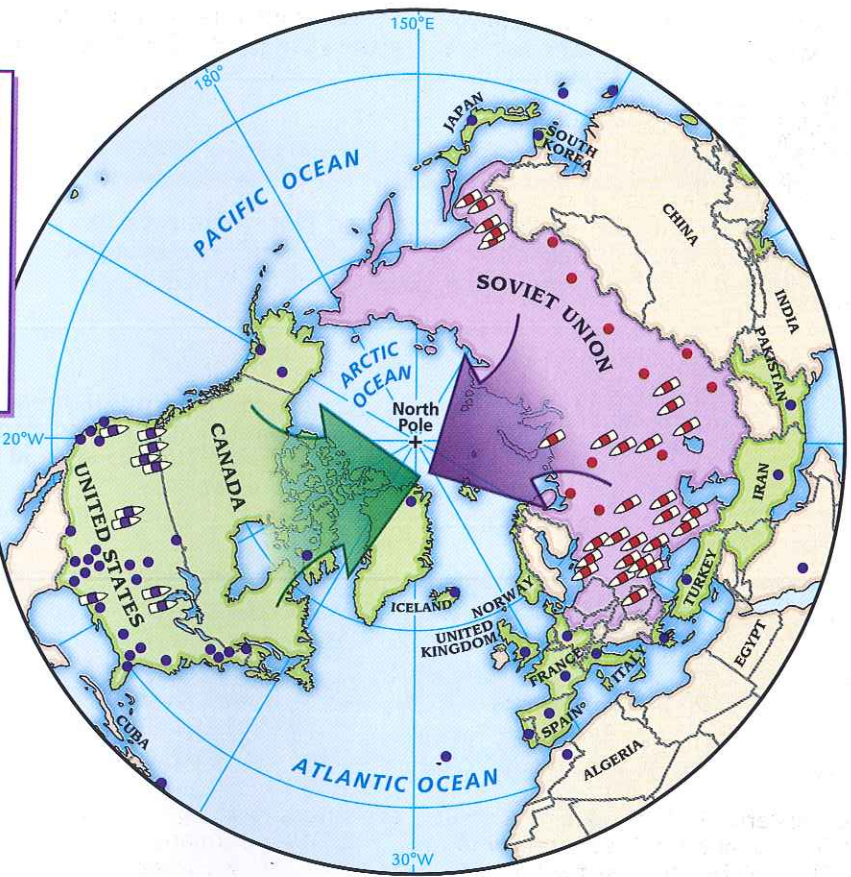 150°E
180°
JAPAN
SOUTH
KOREA
PACIFIC OCEAN
CHINA
SOVIET UNION
INDIA
PAKISTAN
ARCTIC
OCEAN
North
Pole
20°W
CANADA
UNITED STATES
IRAN
TURKEY
ICELAND
NORWAY
UNITED
KINGDOM
FRANCE
ITALY
EGYPT
SPAIN
CUBA
ALGERIA
ATLANTIC OCEAN
30°W